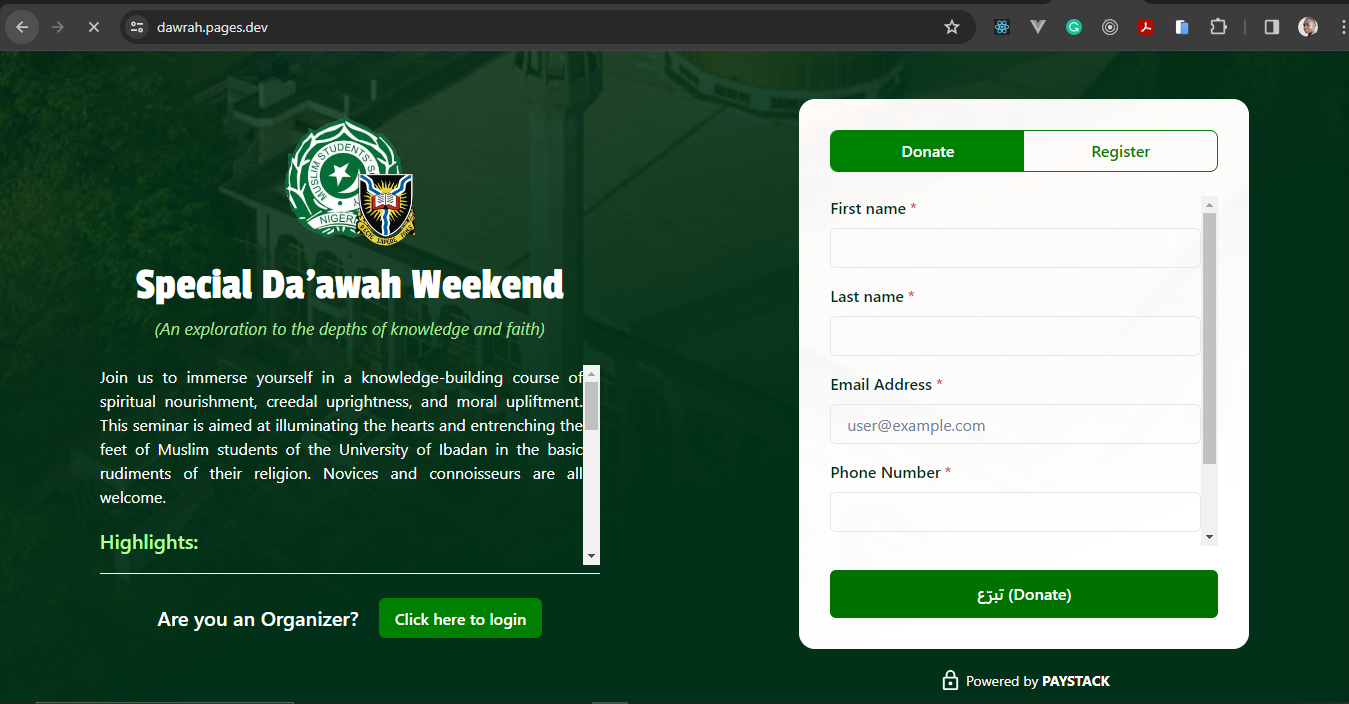 dawrah.pages.dev
MUSLIM STUDENTS' S
NIGER
Special Da'awah Weekend
(An exploration to the depths of knowledge and faith)
Join us to immerse yourself in a knowledge-building course of
spiritual nourishment, creedal uprightness, and moral upliftment.
This seminar is aimed at illuminating the hearts and entrenching the
feet of Muslim students of the University of Ibadan in the basic
rudiments of their religion. Novices and connoisseurs are all
welcome.
Highlights:
Are you an Organizer?
Click here to login
Donate
Register
First name *
Last name *
Email Address *
user@example.com
Phone Number *
تبرّع (Donate)
Powered by PAYSTACK